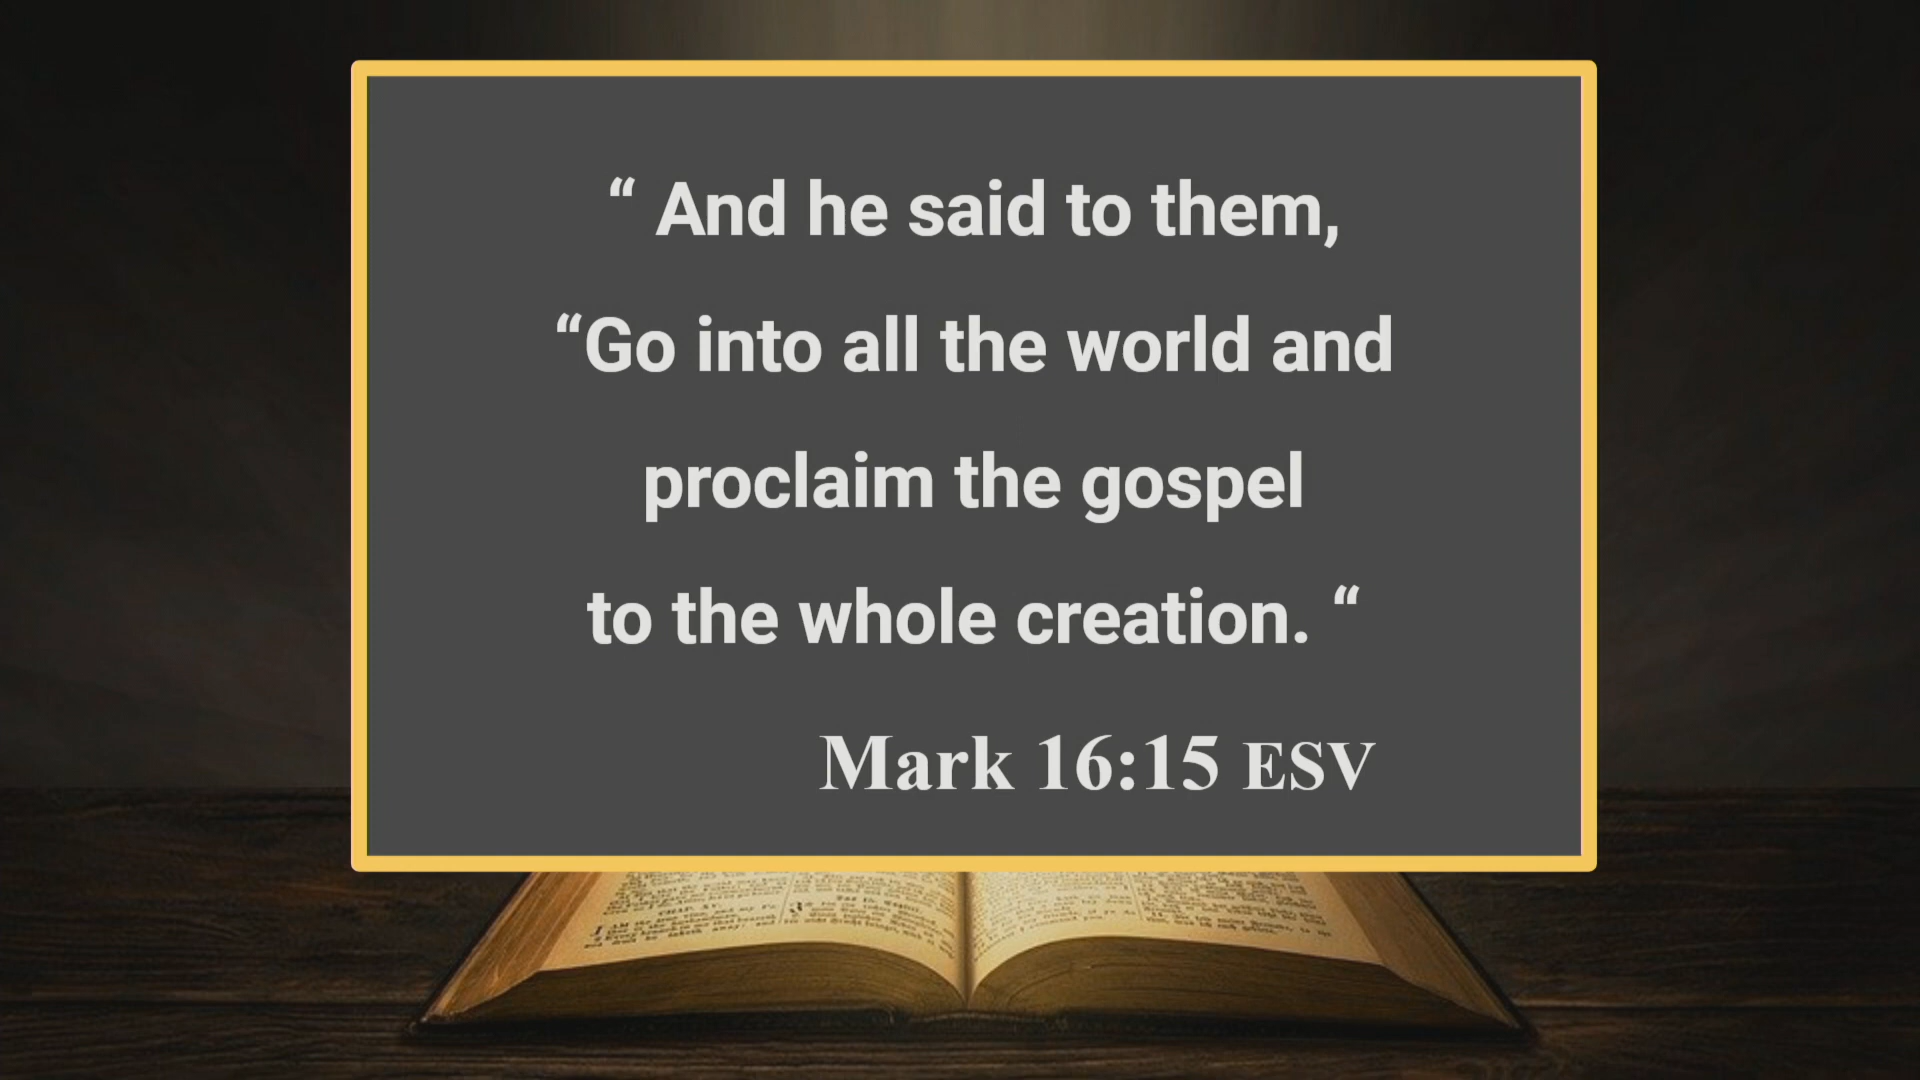 “ And he said to them,
“Go into all the world and
proclaim the gospel
to the whole creation. “
Mark 16:15 ESV